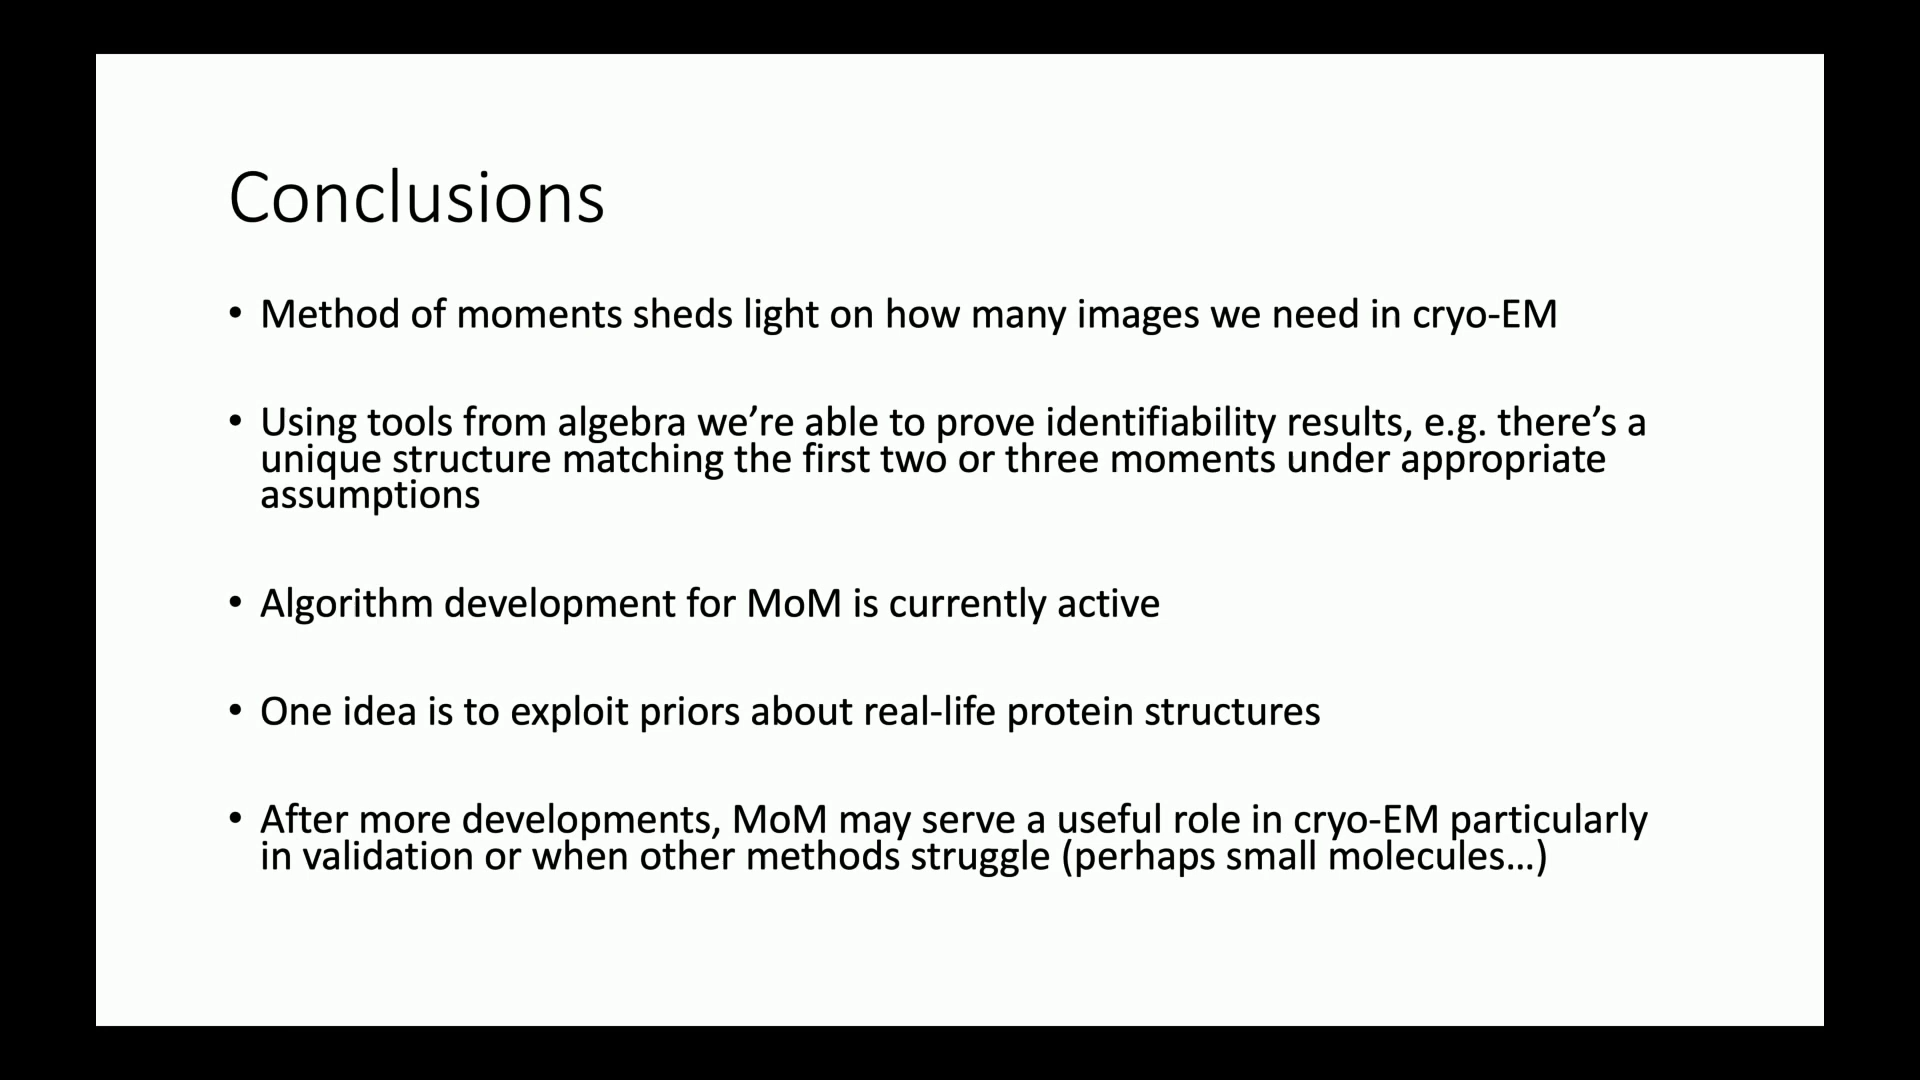 Conclusions
• Method of moments sheds light on how many images we need in cryo-EM
• Using tools from algebra we’re able to prove identifiability results, e.g. there’s a
unique structure matching the first two or three moments under appropriate
assumptions
• Algorithm development for MoM is currently active
• One idea is to exploit priors about real-life protein structures
• After more developments, MoM may serve a useful role in cryo-EM particularly
in validation or when other methods struggle (perhaps small molecules…)